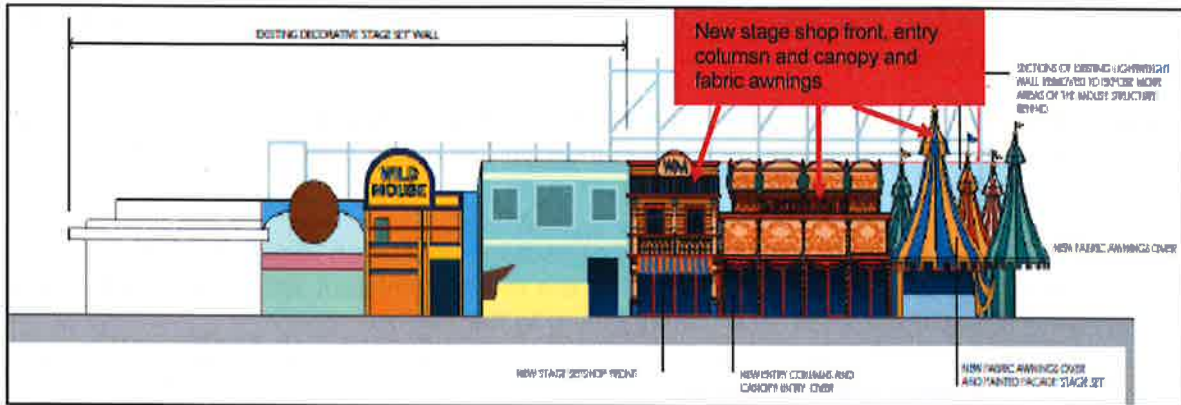 EXISTING DECORATIVE STAGE SET WALL
New stage shop front, entry
columsn and canopy and
fabric awnings
SECTIONS OF EXISTING LIGHTWEIGHT
WALL REMOVED TO EXPOSE MORE
AREAS OF THE MOUSE STRUCTURE
BEHIND
WILD
MOUSE
NEW FABRIC AWNINGS OVER
NEW STAGE SET SHOP FRONT
NEW ENTRY COLUMNS AND
CANOPY ENTRY OVER
NEW FABRIC AWNINGS OVER
AND PAINTED FACADE STAGE SET